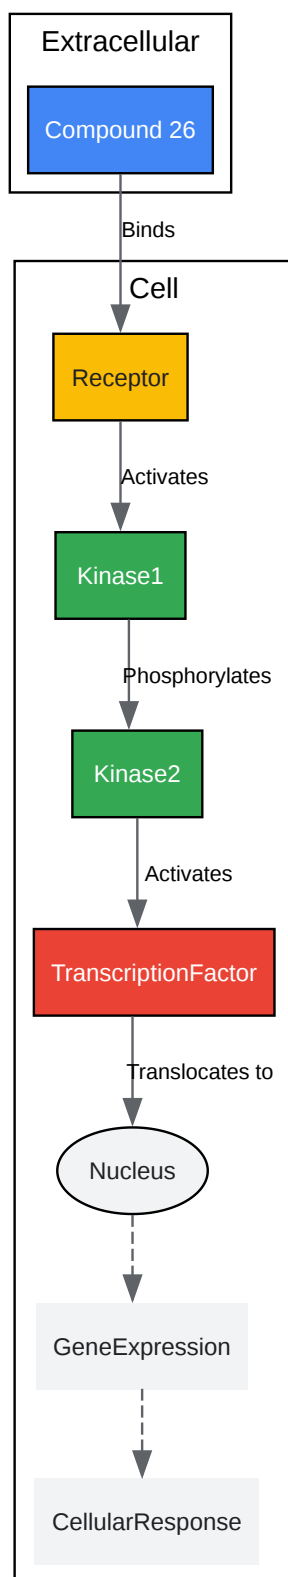 Extracellular
Compound 26
Binds
Cell
Receptor
Activates
Kinase1
Phosphorylates
Kinase2
Activates
TranscriptionFactor
Translocates to
Nucleus
GeneExpression
CellularResponse